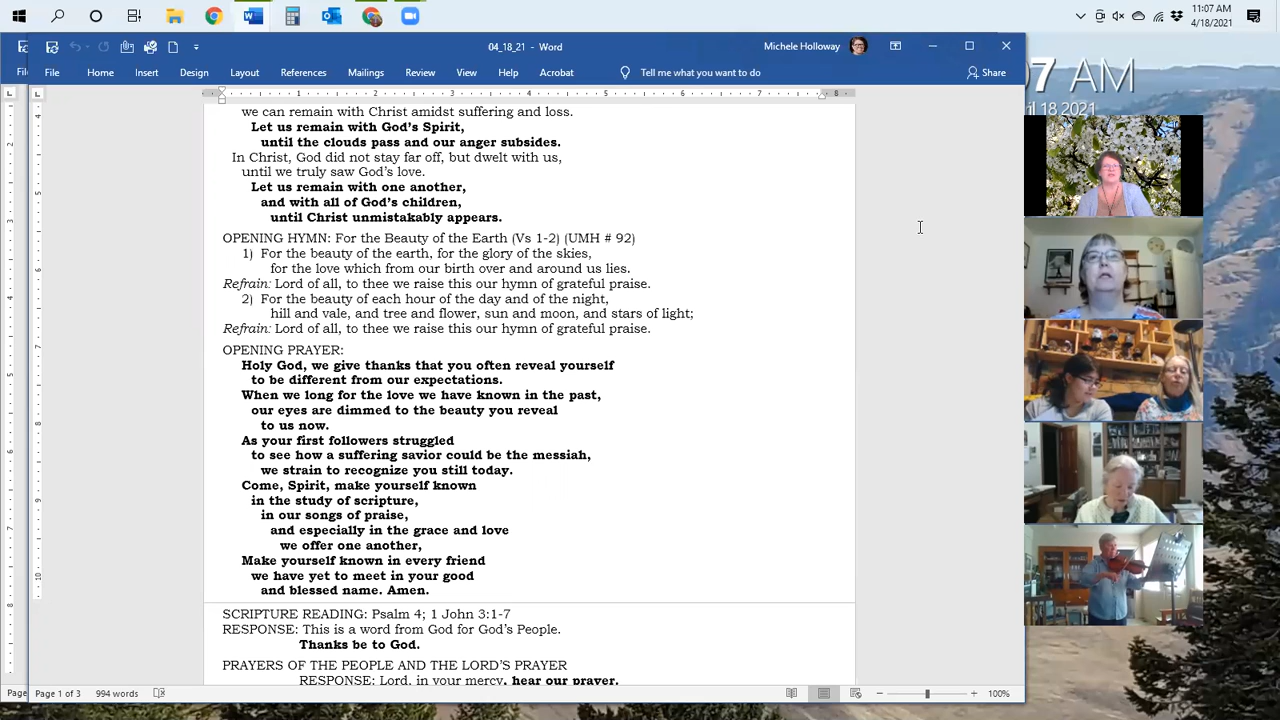 11:07 AM
4/18/2021
04_18_21 - Word
Michele Holloway
File Home Insert Design Layout References Mailings Review View Help Acrobat Tell me what you want to do Share
07 AM
April 18 2021
we can remain with Christ amidst suffering and loss.
Let us remain with God's Spirit,
until the clouds pass and our anger subsides.
In Christ, God did not stay far off, but dwelt with us,
until we truly saw God's love.
Let us remain with one another,
and with all of God's children,
until Christ unmistakably appears.
OPENING HYMN: For the Beauty of the Earth (Vs 1-2) (UMH # 92)
1) For the beauty of the earth, for the glory of the skies,
for the love which from our birth over and around us lies.
Refrain: Lord of all, to thee we raise this our hymn of grateful praise.
2) For the beauty of each hour of the day and of the night,
hill and vale, and tree and flower, sun and moon, and stars of light;
Refrain: Lord of all, to thee we raise this our hymn of grateful praise.
OPENING PRAYER:
Holy God, we give thanks that you often reveal yourself
to be different from our expectations.
When we long for the love we have known in the past,
our eyes are dimmed to the beauty you reveal
to us now.
As your first followers struggled
to see how a suffering savior could be the messiah,
we strain to recognize you still today.
Come, Spirit, make yourself known
in the study of scripture,
in our songs of praise,
and especially in the grace and love
we offer one another,
Make yourself known in every friend
we have yet to meet in your good
and blessed name. Amen.
SCRIPTURE READING: Psalm 4; 1 John 3:1-7
RESPONSE: This is a word from God for God's People.
Thanks be to God.
PRAYERS OF THE PEOPLE AND THE LORD'S PRAYER
RESPONSE: Lord, in your mercy, hear our prayer.
Page Page 1 of 3 994 words 100%